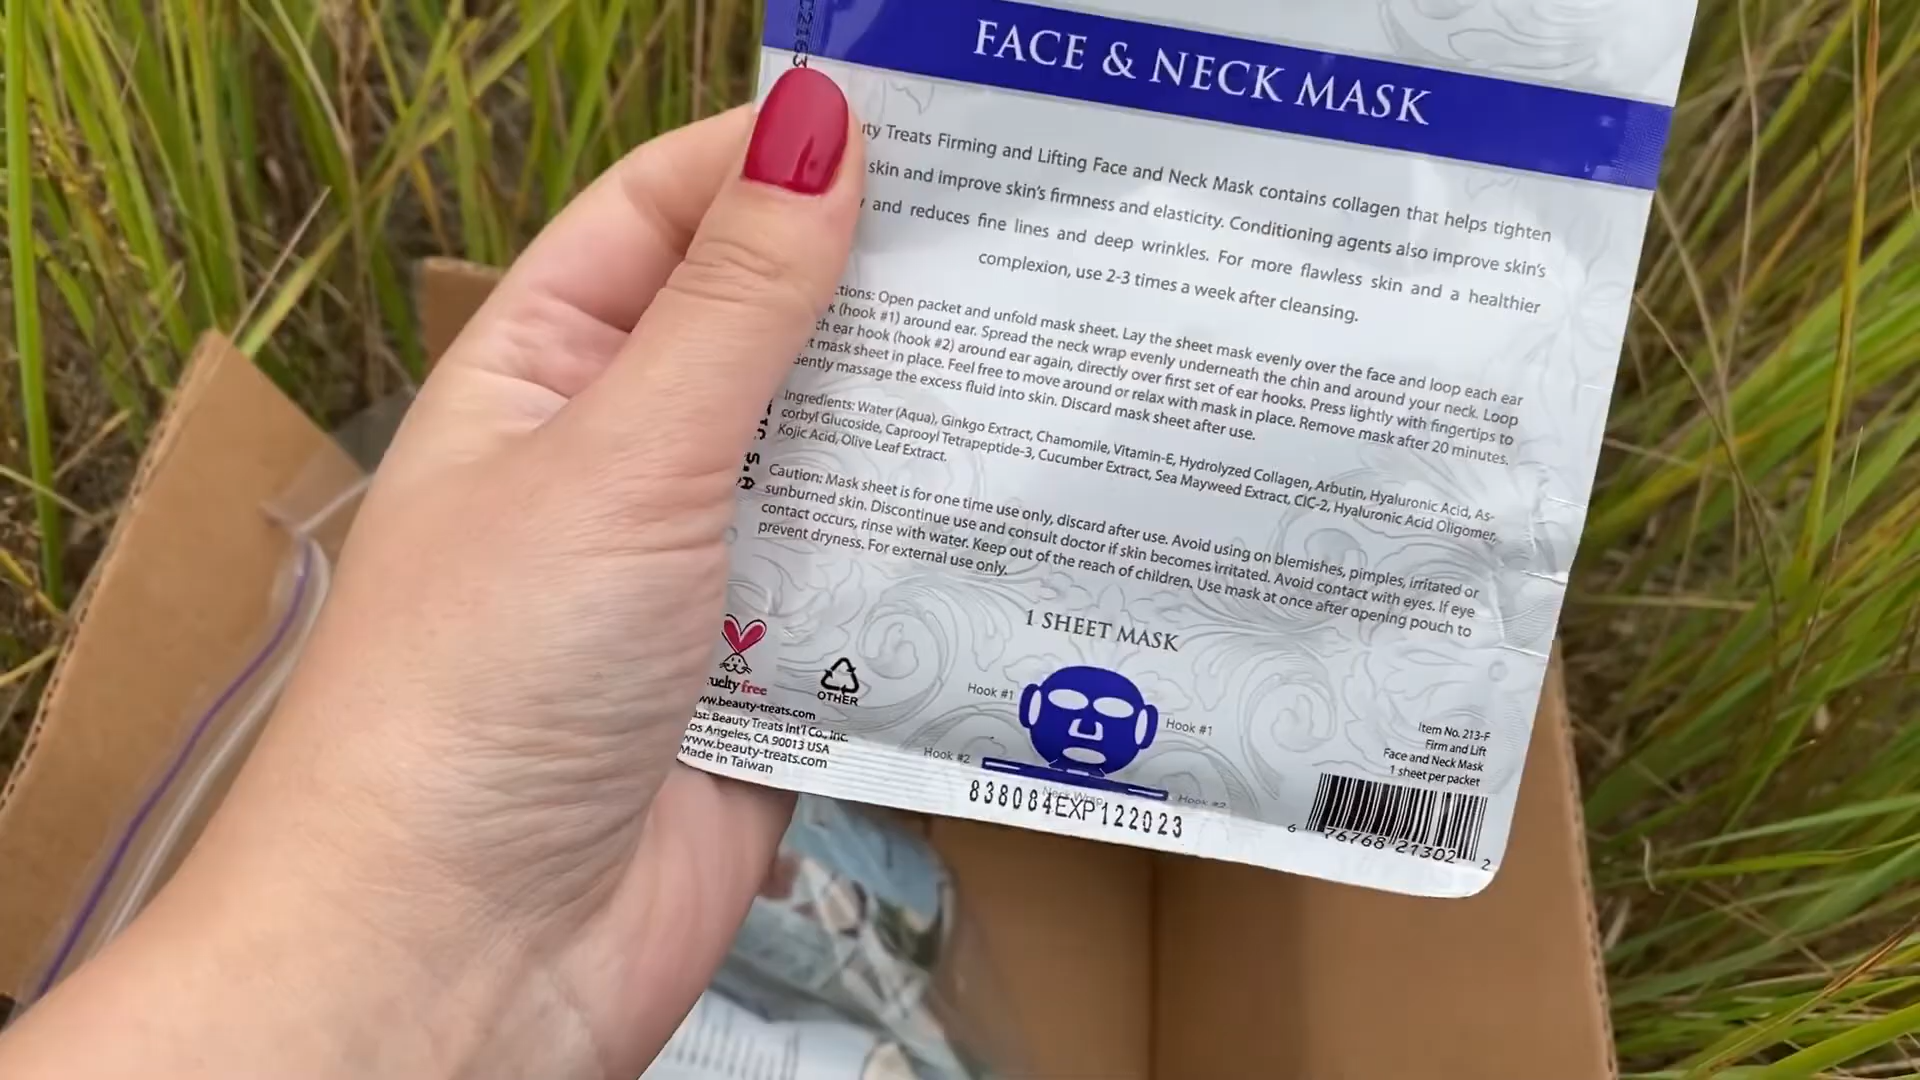 FACE & NECK MASK
Treats Firming and Lifting Face and Neck Mask contains collagen that helps tighten
skin and improve skin's firmness and elasticity. Conditioning agents also improve skin's
and reduces fine lines and deep wrinkles. For more flawless skin and a healthier
complexion, use 2-3 times a week after cleansing.
Open packet and unfold mask sheet. Lay the sheet mask evenly over the face and loop each ear
(hook #1) around ear. Spread the neck wrap evenly underneath the chin and around your neck. Loop
ear hook (hook #2) around ear again, directly over first set of ear hooks. Press lightly with fingertips to
mask sheet in place. Feel free to move around or relax with mask in place. Remove mask after 20 minutes.
Gently massage the excess fluid into skin. Discard mask sheet after use.
Ingredients: Water (Aqua), Ginkgo Extract, Chamomile, Vitamin-E, Hydrolyzed Collagen, Arbutin, Hyaluronic Acid, As-
corbyl Glucoside, Caprooyl Tetrapeptide-3, Cucumber Extract, Sea Mayweed Extract, CIC-2, Hyaluronic Acid Oligomer,
Kojic Acid, Olive Leaf Extract.
Caution: Mask sheet is for one time use only, discard after use. Avoid using on blemishes, pimples, irritated or
sunburned skin. Discontinue use and consult doctor if skin becomes irritated. Avoid contact with eyes. If eye
contact occurs, rinse with water. Keep out of the reach of children. Use mask at once after opening pouch to
prevent dryness. For external use only.
1 SHEET MASK
Hook #1
Hook #1
Hook #2
Neck Wrap
Hook #2
838084EXP122023
free
OTHER
www.beauty-treats.com
Beauty Treats Int'l Co., Inc.
Los Angeles, CA 90013 USA
www.beauty-treats.com
Made in Taiwan
Item No. 213-F
Firm and Lift
Face and Neck Mask
1 sheet per packet
6 76768 21302 2